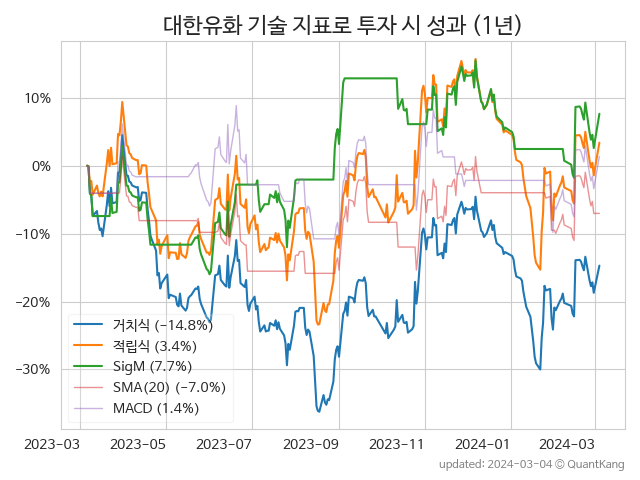 대한유화 기술 지표로 투자 시 성과 (1년)
10%
0%
−10%
−20%
−30%
거치식 (−14.8%)
적립식 (3.4%)
SigM (7.7%)
SMA(20) (−7.0%)
MACD (1.4%)
2023−03
2023−05
2023−07
2023−09
2023−11
2024−01
2024−03
updated: 2024-03-04 ⓒ QuantKang